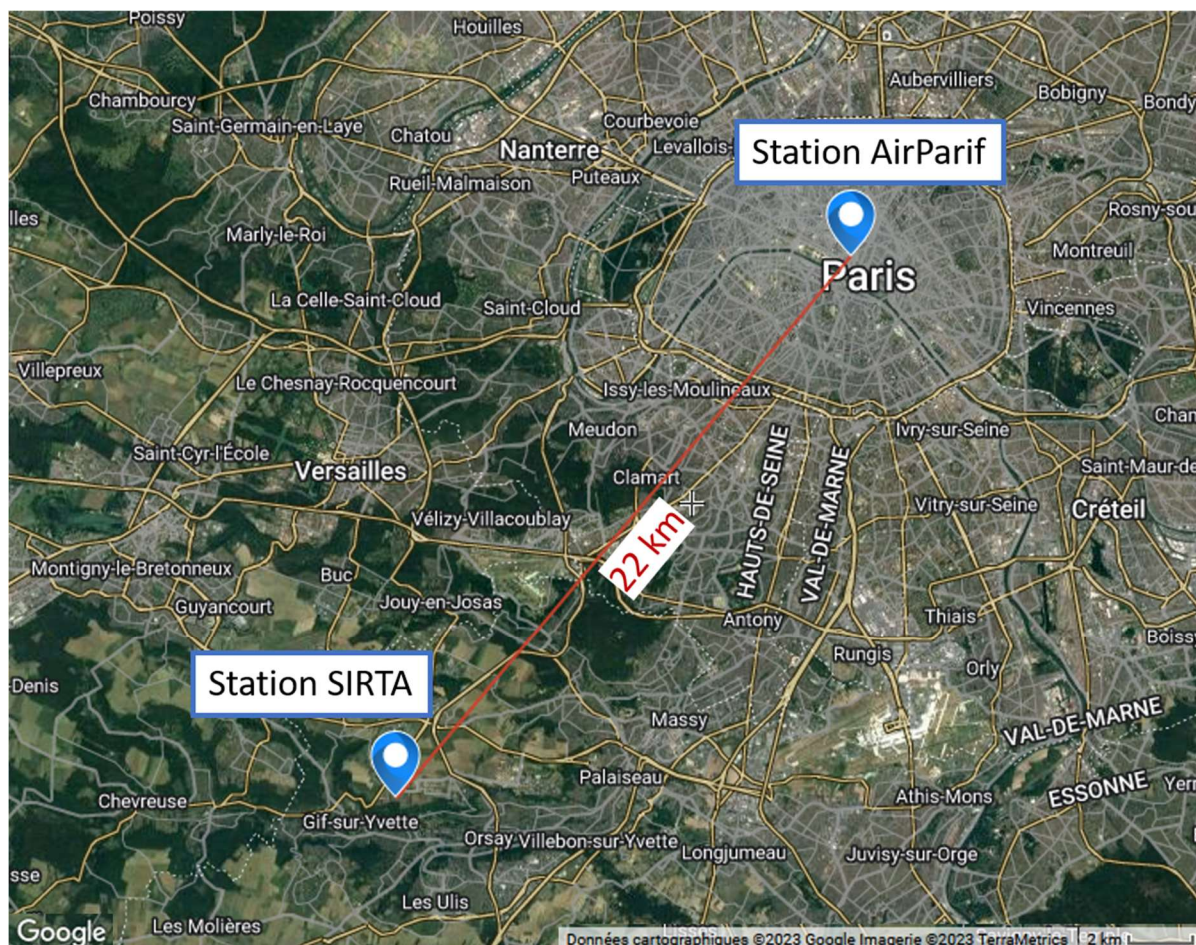 Poissy
Houilles
Aubervilliers
Chambourcy
Bobigny
Bondy
Saint-Germain-en-Laye
Chatou
Courbevoie
Nanterre
Levallois-
Station AirParif
Rueil-Malmaison
Puteaux
lles
Rosny-sou
Marly-le-Roi
Montreuil
Paris
La Celle-Saint-Cloud
Saint-Cloud
Vincennes
Villepreux
Le Chesnay-Rocquencourt
Issy-les-Moulineaux
Cham
Meudon
Ivry-sur-Seine
Saint-Cyr-l'École
Versailles
Clamart
HAUTS-DE-SEINE
VAL-DE-MARNE
Saint-Maur-de
Vélizy-Villacoublay
Vitry-sur-Seine
Créteil
22 km
Montigny-le-Bretonneux
Buc
Guyancourt
Jouy-en-Josas
Antony
Thiais
Boiss
Rungis
Orly
Station SIRTA
-Denis
Massy
VAL-DE-MARNE
Palaiseau
Chevreuse
Athis-Mons
ESSONNE
Yerr
Gif-sur-Yvette
Orsay
Villebon-sur-Yvette
Longjumeau
Juvisy-sur-Orge
sse
Les Ulis
Les Molières
Google
Données cartographiques ©2023 Google Imagerie ©2023 TerraMetrics
2 km